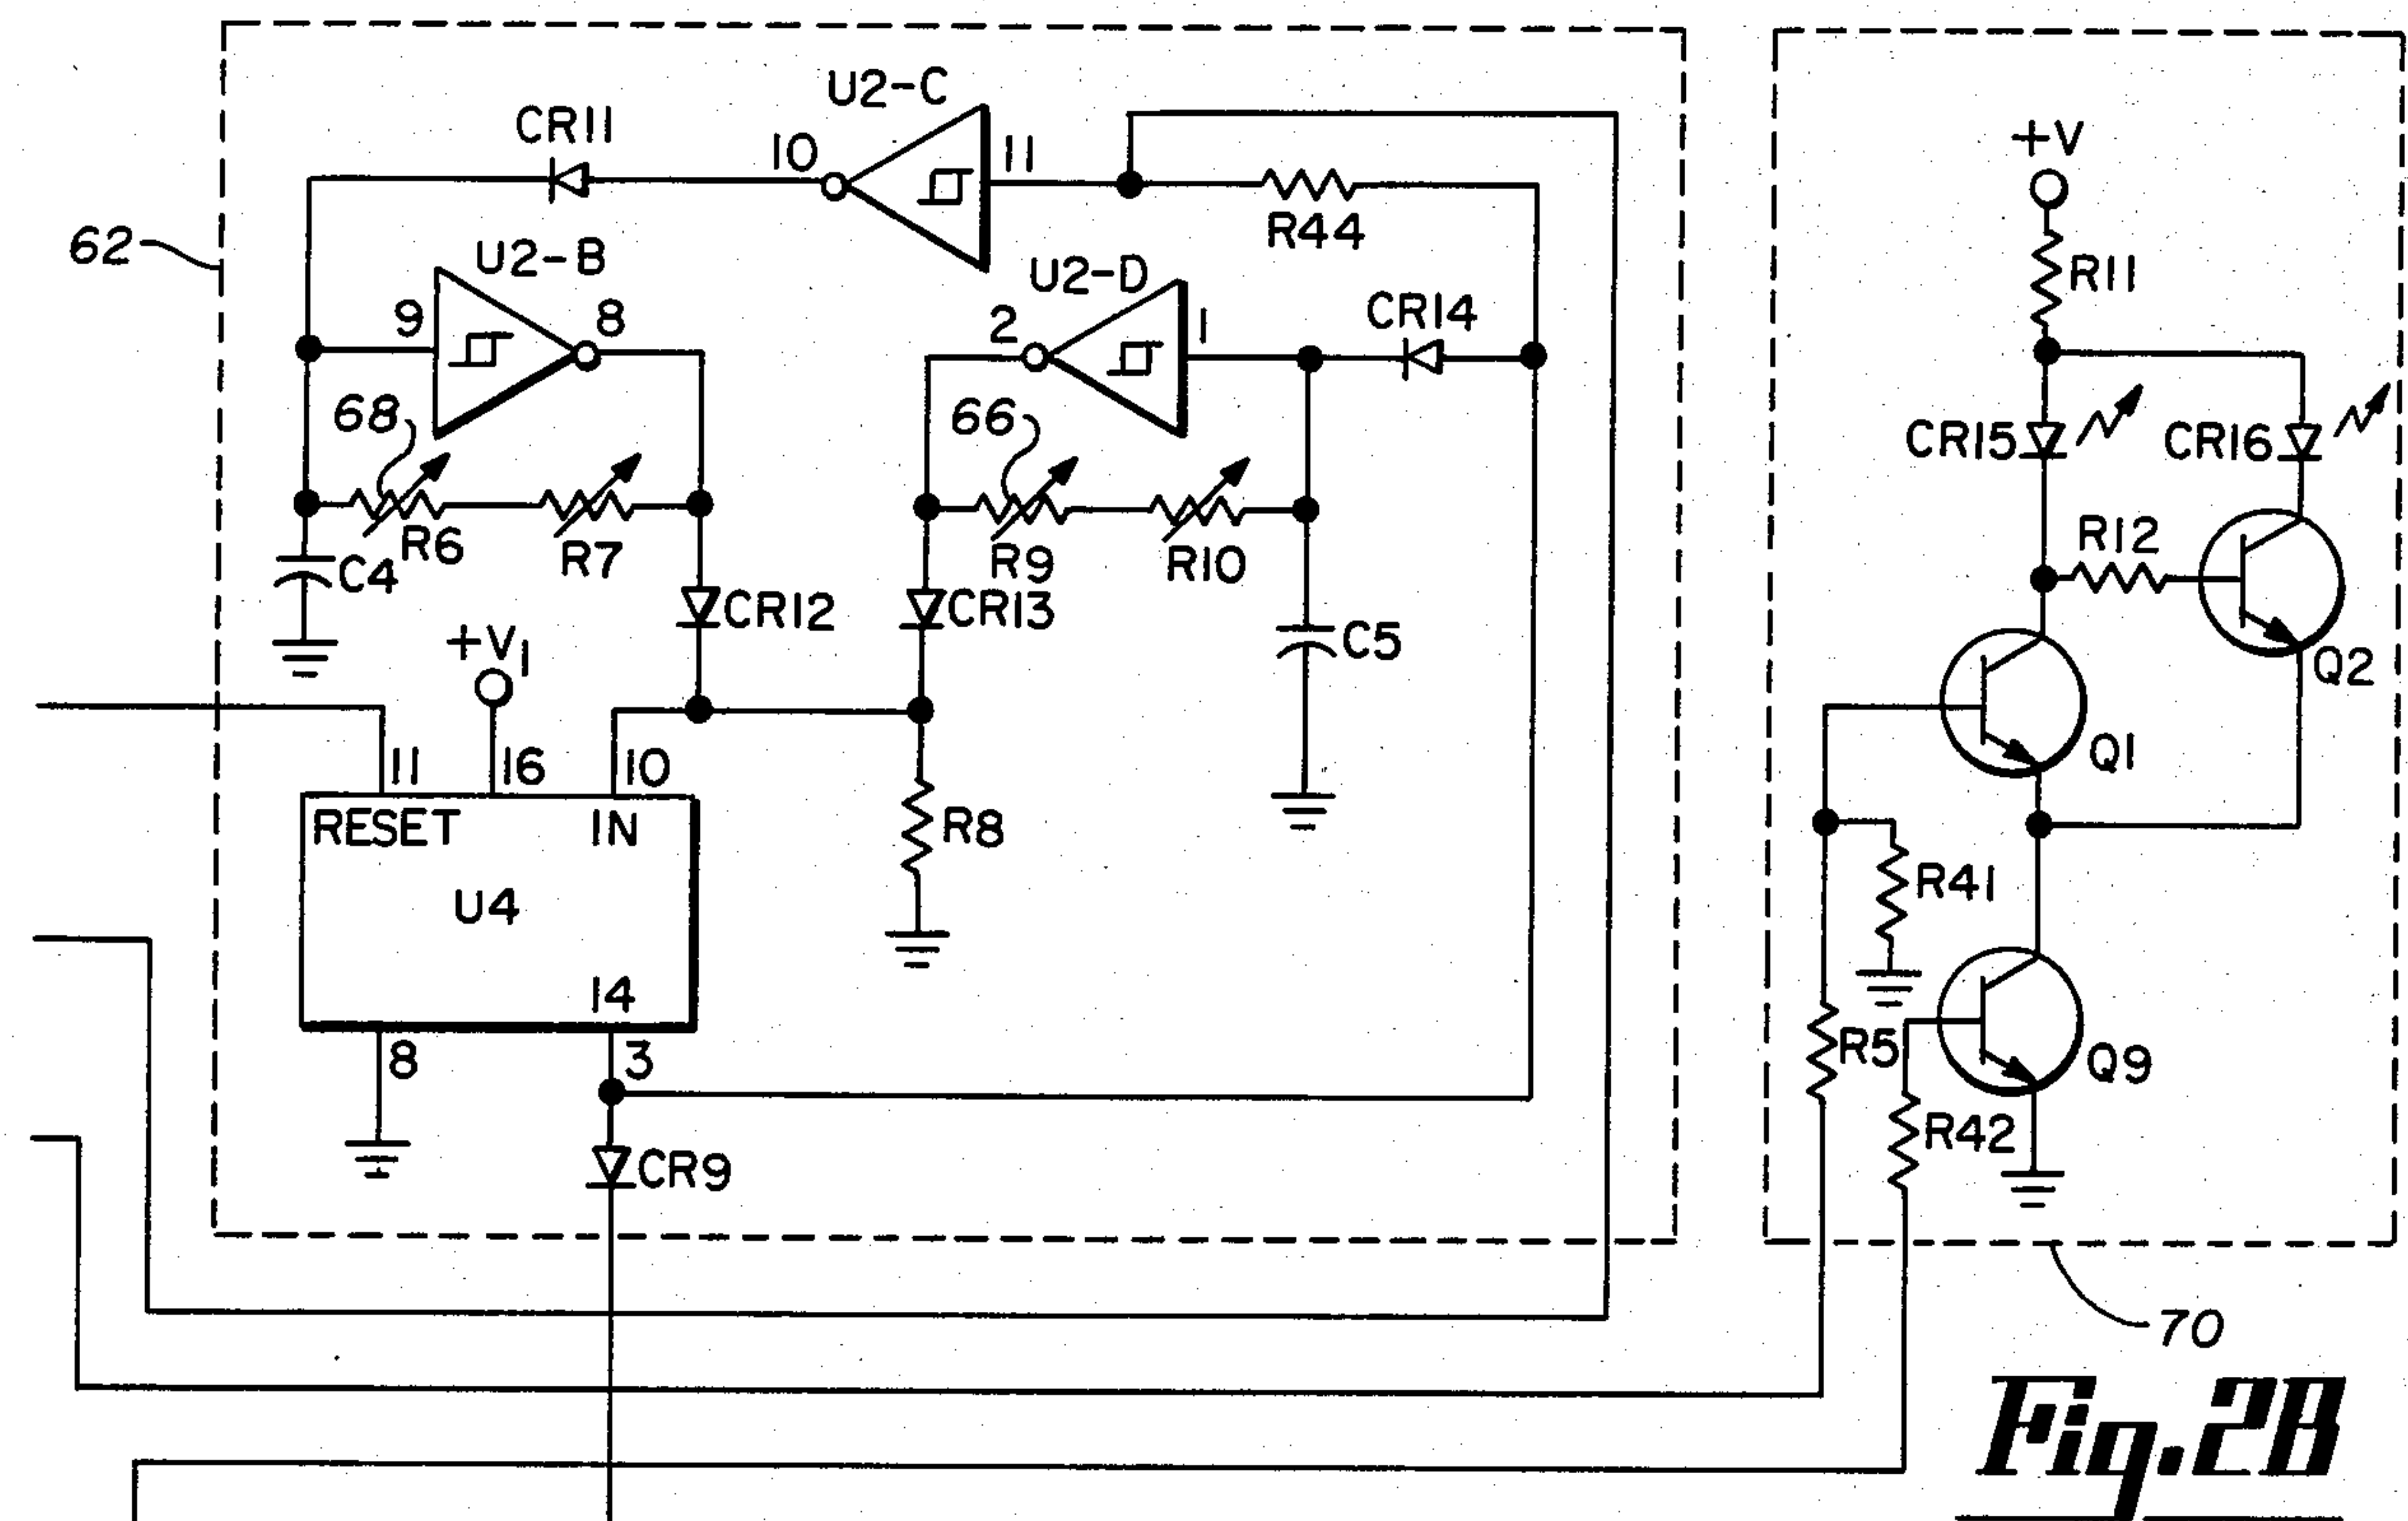 U2-C
CR11
10
11
+V
R44
62
U2-B
U2-D
R11
9
8
2
1
CR14
68
66
CR15
CR16
R6
R7
R9
R10
R12
C4
CR12
CR13
C5
+V1
Q2
11
16
10
Q1
RESET
IN
R8
U4
R41
14
8
3
R5
Q9
R42
CR9
70
Fig.2B